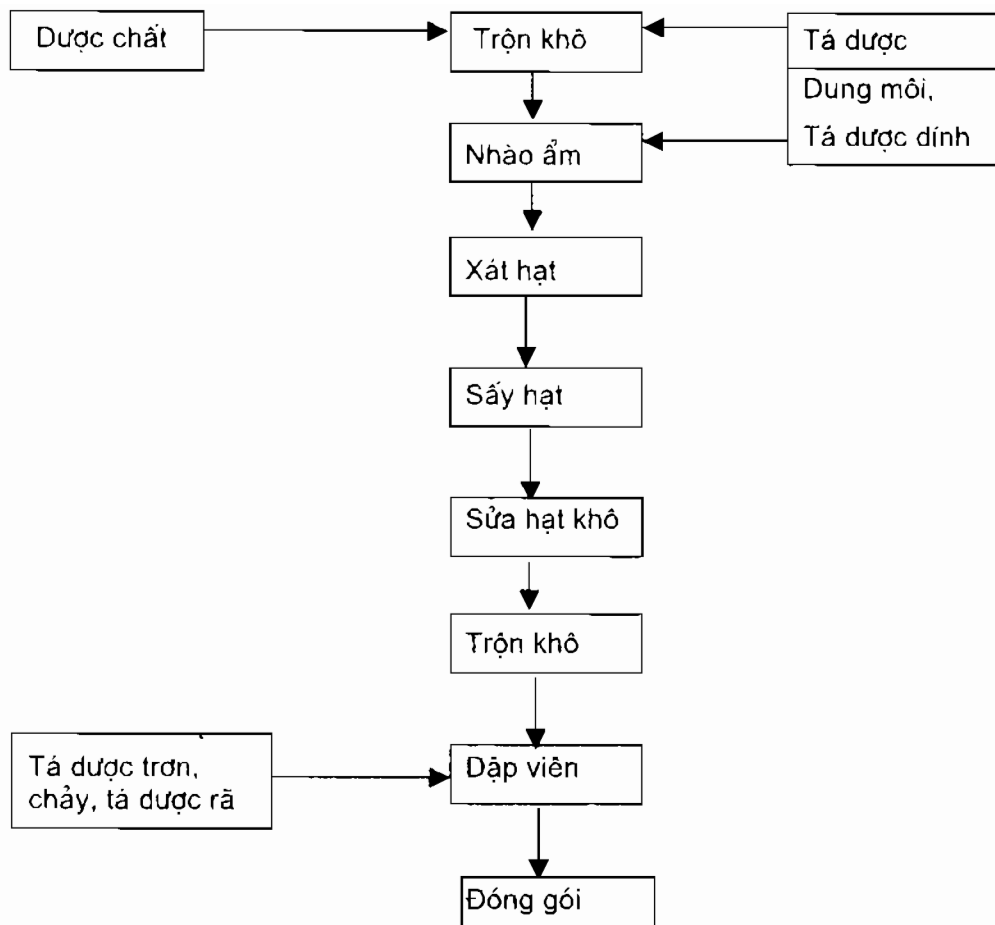 Dược chất
Trộn khô
Tá dược
Dung môi,
Tá dược dính
Nhào ẩm
Xát hạt
Sấy hạt
Sửa hạt khô
Trộn khô
Tá dược trơn,
chảy, tá dược rã
Dập viên
Đóng gói